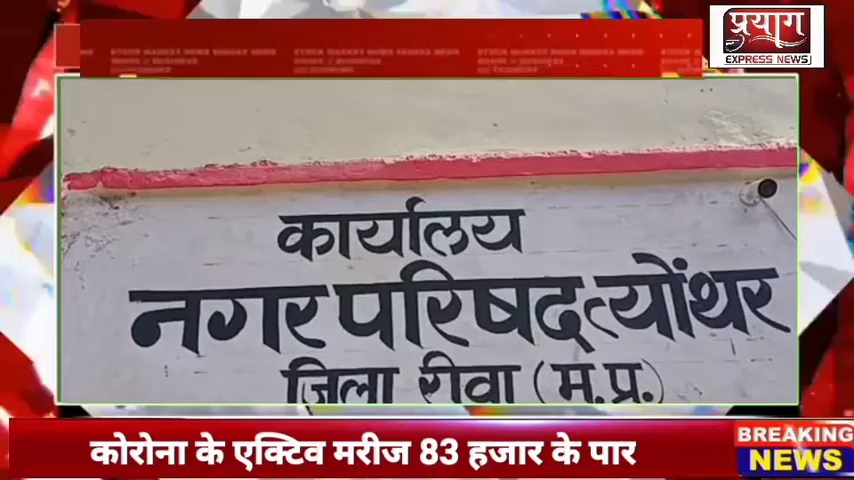 प्रयाग
EXPRESS NEWS
कार्यालय
नगर परिषद त्योंथर
जिला रीवा (म.प्र.)
कोरोना के एक्टिव मरीज 83 हजार के पार
BREAKING
NEWS